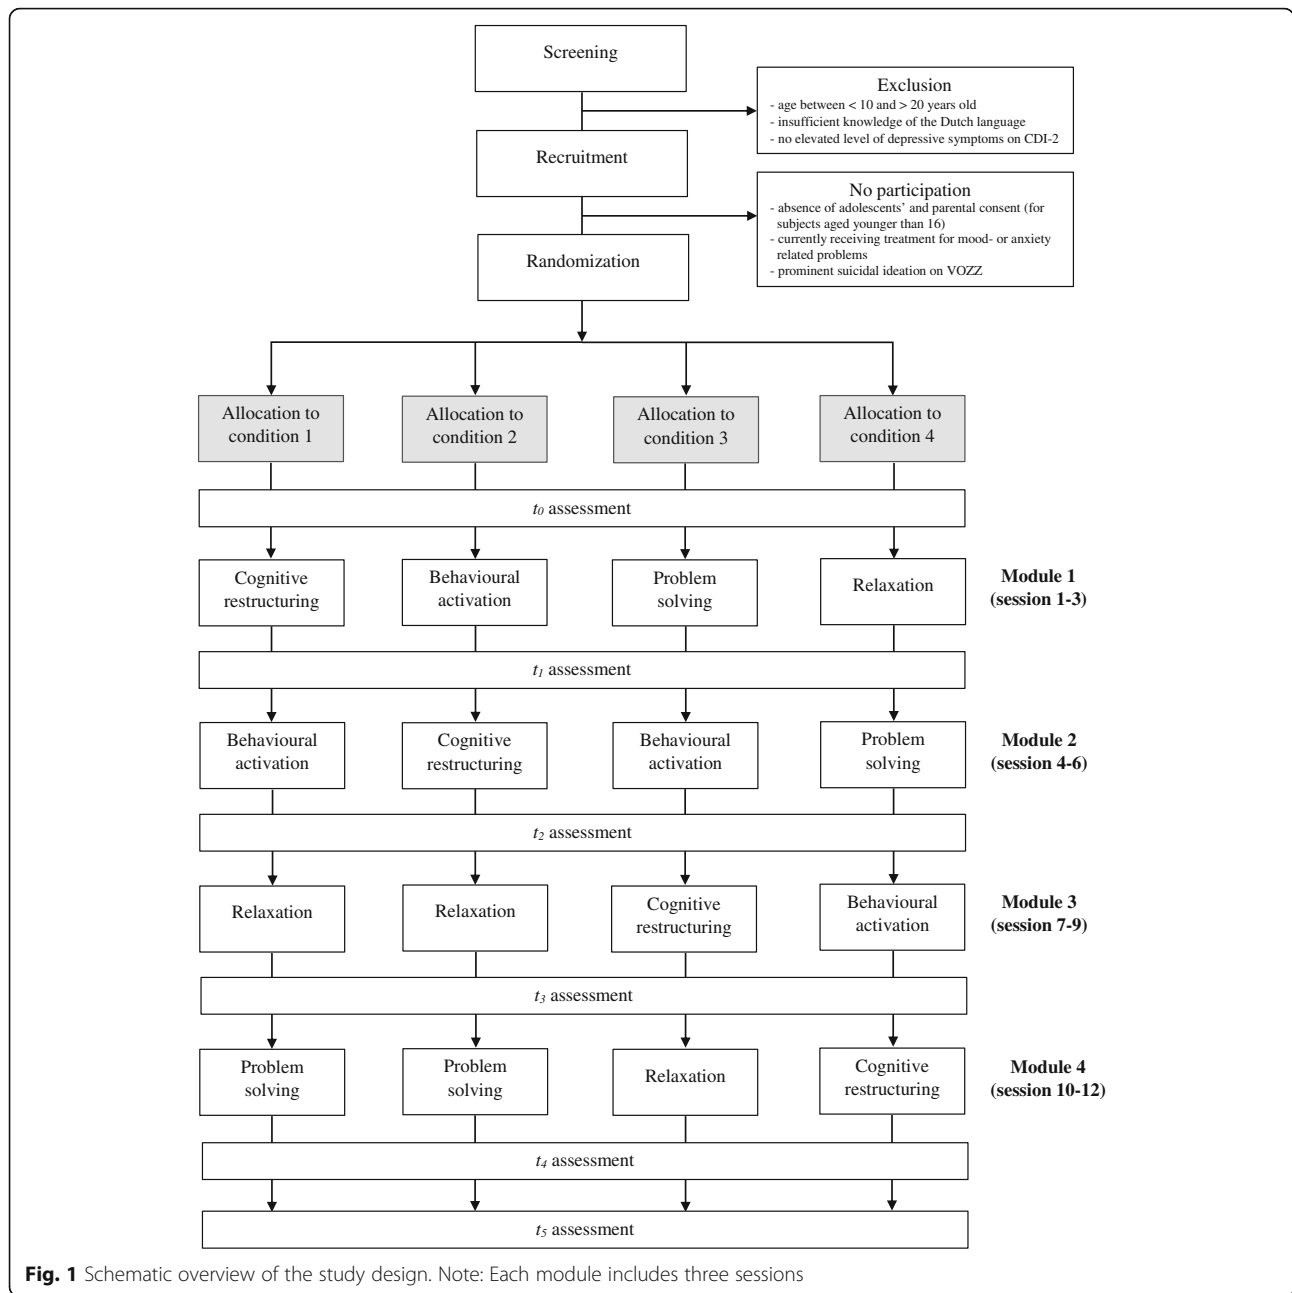 Screening
Exclusion
- age between < 10 and > 20 years old
- insufficient knowledge of the Dutch language
- no elevated level of depressive symptoms on CDI-2
Recruitment
No participation
- absence of adolescents' and parental consent (for
subjects aged younger than 16)
- currently receiving treatment for mood- or anxiety
related problems
- prominent suicidal ideation on VOZZ
Randomization
Allocation to
condition 1
Allocation to
condition 2
Allocation to
condition 3
Allocation to
condition 4
t0 assessment
Cognitive
restructuring
Behavioural
activation
Problem
solving
Relaxation
Module 1
(session 1-3)
t1 assessment
Behavioural
activation
Cognitive
restructuring
Behavioural
activation
Problem
solving
Module 2
(session 4-6)
t2 assessment
Relaxation
Relaxation
Cognitive
restructuring
Behavioural
activation
Module 3
(session 7-9)
t3 assessment
Problem
solving
Problem
solving
Relaxation
Cognitive
restructuring
Module 4
(session 10-12)
t4 assessment
t5 assessment
Fig. 1 Schematic overview of the study design. Note: Each module includes three sessions